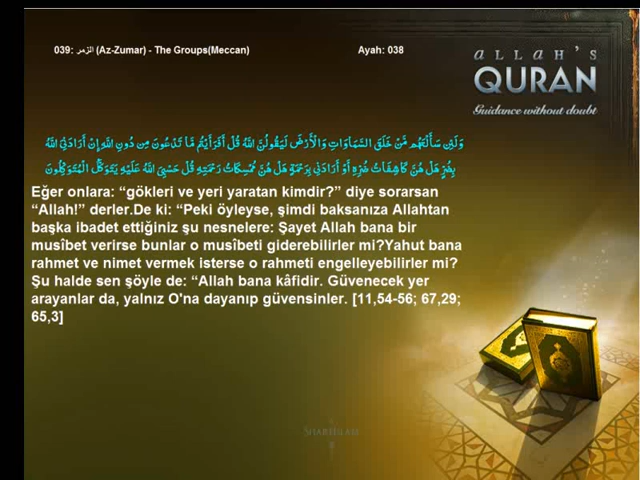 039: الزمر (Az-Zumar) - The Groups(Meccan) Ayah: 038
ALLAH'S
QURAN
Guidance without doubt
وَلَئِن سَأَلْتَهُم مَّنْ خَلَقَ السَّمَاوَاتِ وَالْأَرْضَ لَيَقُولُنَّ اللَّهُ قُلْ أَفَرَأَيْتُم مَّا تَدْعُونَ مِن دُونِ اللَّهِ إِنْ أَرَادَنِيَ اللَّهُ
بِضُرٍّ هَلْ هُنَّ كَاشِفَاتُ ضُرِّهِ أَوْ أَرَادَنِي بِرَحْمَةٍ هَلْ هُنَّ مُمْسِكَاتُ رَحْمَتِهِ قُلْ حَسْبِيَ اللَّهُ عَلَيْهِ يَتَوَكَّلُ الْمُتَوَكِّلُونَ
Eğer onlara: “gökleri ve yeri yaratan kimdir?” diye sorarsan
“Allah!” derler.De ki: “Peki öyleyse, şimdi baksanıza Allahtan
başka ibadet ettiğiniz şu nesnelere: Şayet Allah bana bir
musîbet verirse bunlar o musîbeti giderebilirler mi?Yahut bana
rahmet ve nimet vermek isterse o rahmeti engelleyebilirler mi?
Şu halde sen şöyle de: “Allah bana kâfidir. Güvenecek yer
arayanlar da, yalnız O'na dayanıp güvensinler. [11,54-56; 67,29;
65,3]